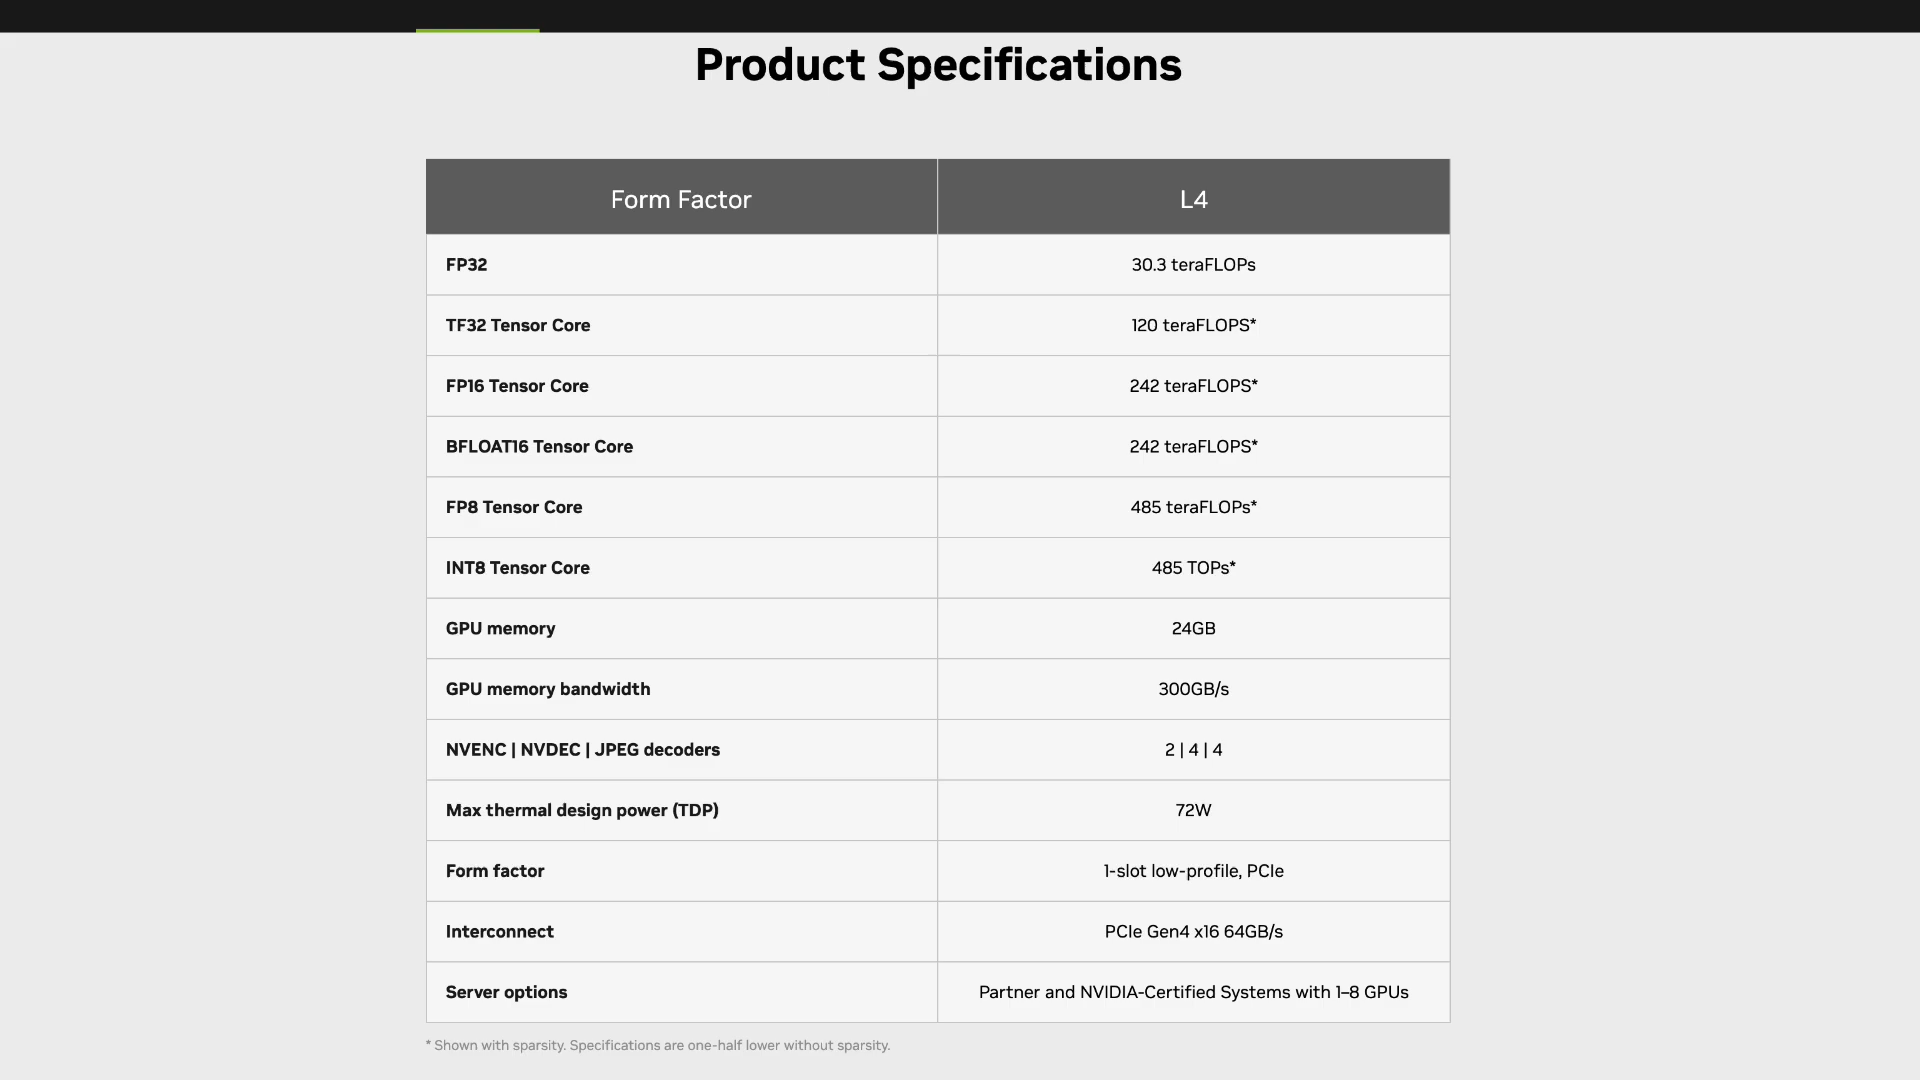 Product Specifications
Form Factor L4
FP32 30.3 teraFLOPs
TF32 Tensor Core 120 teraFLOPS*
FP16 Tensor Core 242 teraFLOPS*
BFLOAT16 Tensor Core 242 teraFLOPS*
FP8 Tensor Core 485 teraFLOPs*
INT8 Tensor Core 485 TOPs*
GPU memory 24GB
GPU memory bandwidth 300GB/s
NVENC | NVDEC | JPEG decoders 2 | 4 | 4
Max thermal design power (TDP) 72W
Form factor 1-slot low-profile, PCIe
Interconnect PCIe Gen4 x16 64GB/s
Server options Partner and NVIDIA-Certified Systems with 1–8 GPUs
* Shown with sparsity. Specifications are one-half lower without sparsity.